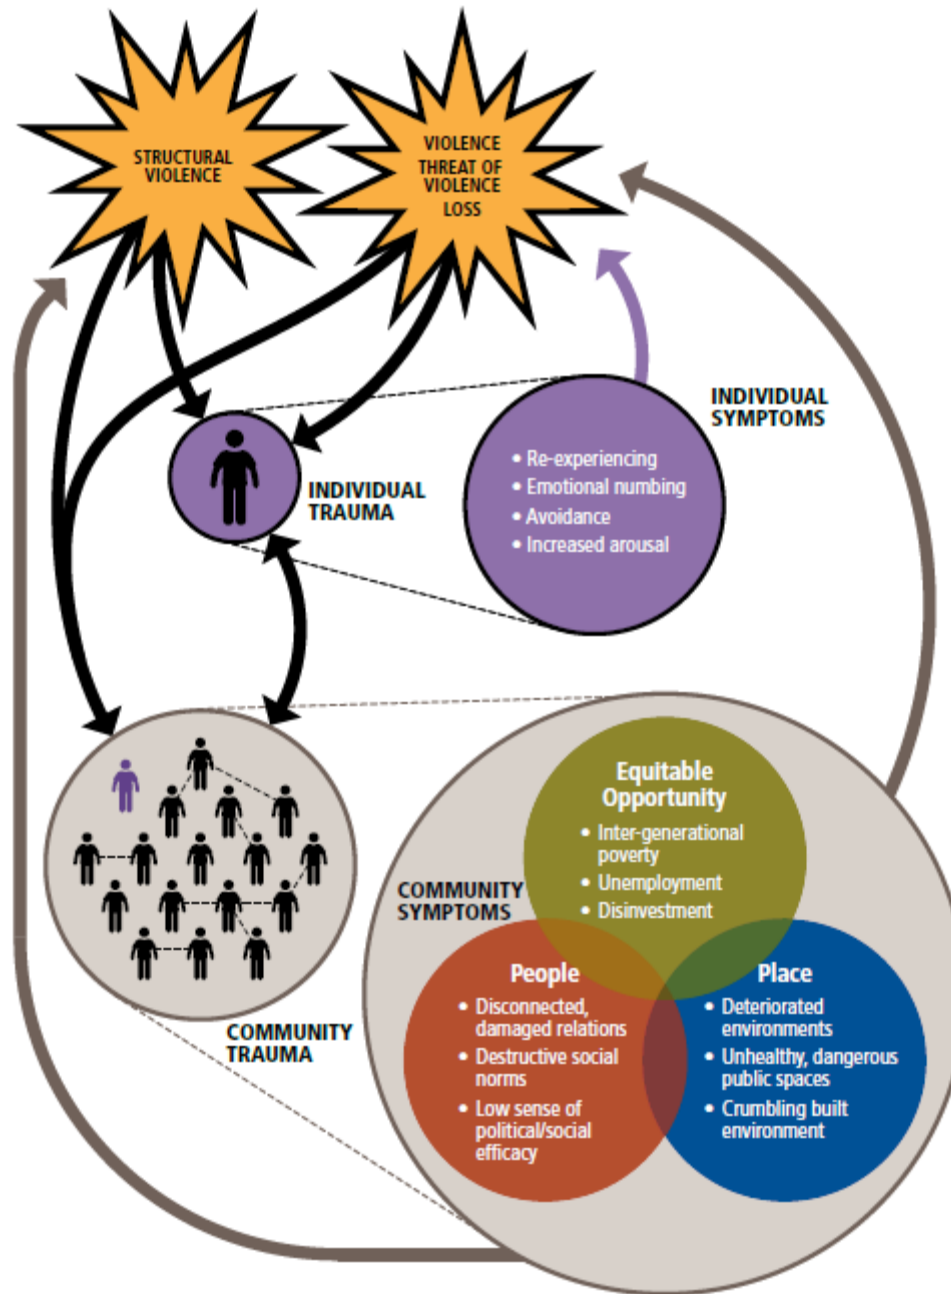 STRUCTURAL
VIOLENCE
VIOLENCE
THREAT OF
VIOLENCE
LOSS
INDIVIDUAL
SYMPTOMS
• Re-experiencing
• Emotional numbing
• Avoidance
• Increased arousal
INDIVIDUAL
TRAUMA
Equitable
Opportunity
• Inter-generational
poverty
• Unemployment
• Disinvestment
COMMUNITY
SYMPTOMS
People
• Disconnected,
damaged relations
• Destructive social
norms
• Low sense of
political/social
efficacy
Place
• Deteriorated
environments
• Unhealthy, dangerous
public spaces
• Crumbling built
environment
COMMUNITY
TRAUMA